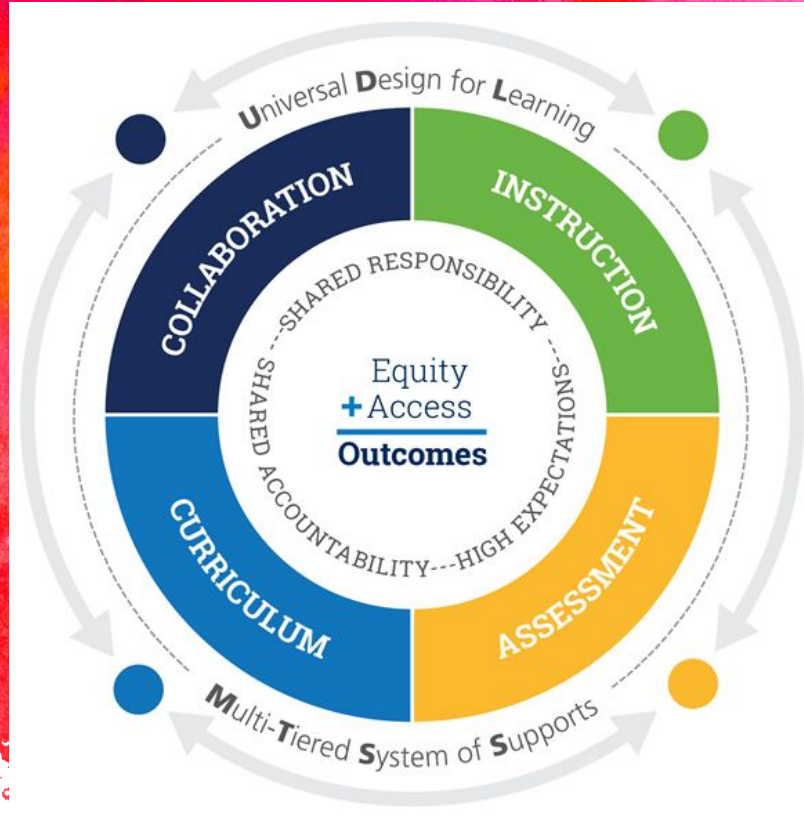 Universal Design for Learning
COLLABORATION
INSTRUCTION
SHARED RESPONSIBILITY ---HIGH EXPECTATIONS---SHARED ACCOUNTABILITY ---
Equity
+Access
Outcomes
CURRICULUM
ASSESSMENT
Multi-Tiered System of Supports